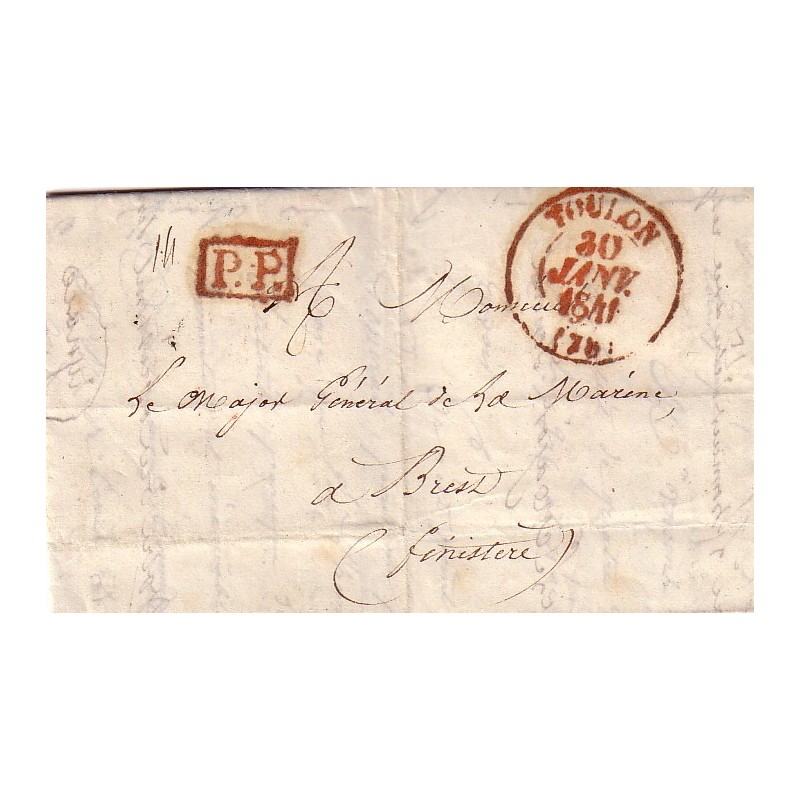 TOULON
30
JANV.
1841
(78)
P.P.
A Monsieur
Le Major Général de La Marine,
à Brest
(finistère)